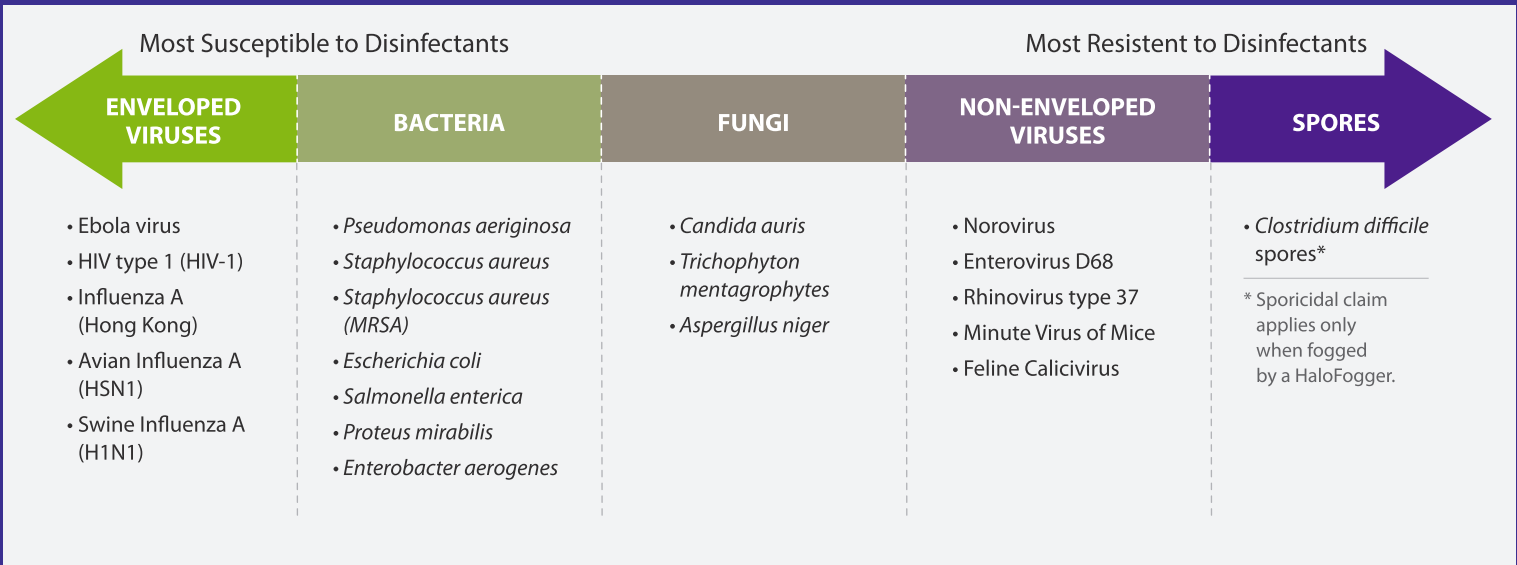 Most Susceptible to Disinfectants
Most Resistent to Disinfectants
ENVELOPED
VIRUSES
BACTERIA
FUNGI
NON-ENVELOPED
VIRUSES
SPORES
• Ebola virus
• HIV type 1 (HIV-1)
• Influenza A
(Hong Kong)
• Avian Influenza A
(HSN1)
• Swine Influenza A
(H1N1)
• Pseudomonas aeriginosa
• Staphylococcus aureus
• Staphylococcus aureus
(MRSA)
• Escherichia coli
• Salmonella enterica
• Proteus mirabilis
• Enterobacter aerogenes
• Candida auris
• Trichophyton
mentagrophytes
• Aspergillus niger
• Norovirus
• Enterovirus D68
• Rhinovirus type 37
• Minute Virus of Mice
• Feline Calicivirus
• Clostridium difficile
spores*
* Sporicidal claim
applies only
when fogged
by a HaloFogger.